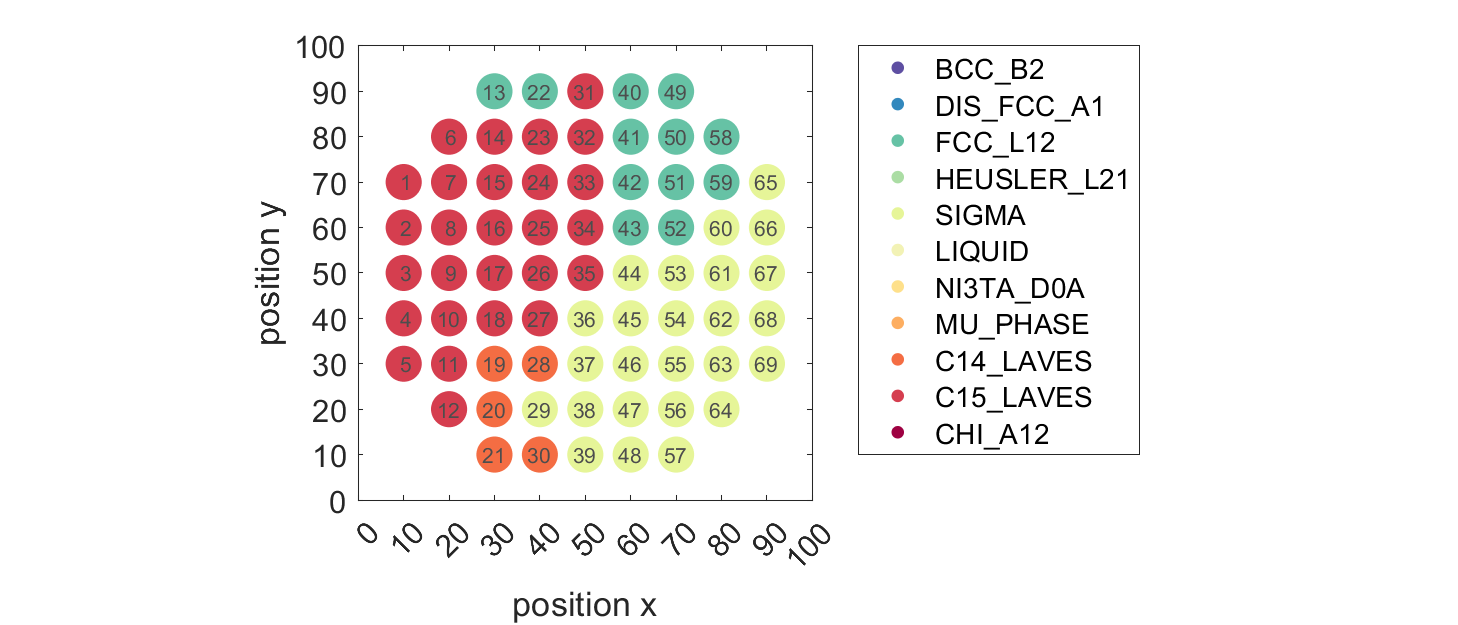 100
90 13 22 31 40 49
80 6 14 23 32 41 50 58
70 1 7 15 24 33 42 51 59 65
60 2 8 16 25 34 43 52 60 66
50 3 9 17 26 35 44 53 61 67
40 4 10 18 27 36 45 54 62 68
30 5 11 19 28 37 46 55 63 69
20 12 20 29 38 47 56 64
10 21 30 39 48 57
0
0 10 20 30 40 50 60 70 80 90 100
position x
position y
BCC_B2
DIS_FCC_A1
FCC_L12
HEUSLER_L21
SIGMA
LIQUID
NI3TA_D0A
MU_PHASE
C14_LAVES
C15_LAVES
CHI_A12